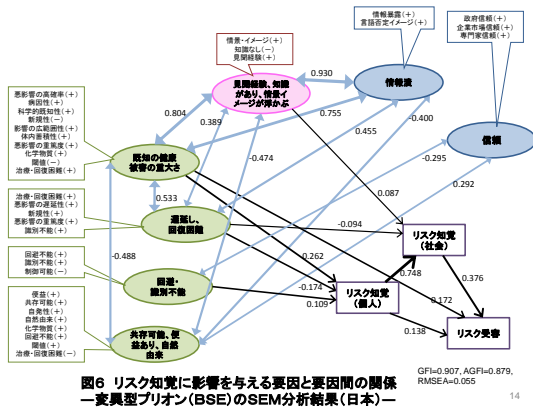 情景・イメージ(+)
知識なし(-)
見聞経験(+)
情報暴露(+)
言語否定イメージ(+)
政府信頼(+)
企業市場信頼(+)
専門家信頼(+)
見聞経験、知識
があり、情景イ
メージが浮かぶ
0.930
情報源
-0.400
信頼
悪影響の高確率(+)
病因性(+)
科学的既知性(+)
新規性(-)
影響の広範囲性(+)
体内蓄積性(+)
悪影響の重篤度(+)
化学物質(+)
閾値(-)
治療・回復困難(+)
0.804
0.389
0.755
0.455
-0.474
-0.295
0.292
既知の健康
被害の重大さ
0.533
0.087
治療・回復困難(+)
悪影響の遅延性(+)
新規性(+)
悪影響の重篤度(+)
識別不能(+)
遅延し、
回復困難
-0.094
リスク知覚
(社会)
-0.488
回避不能(+)
識別不能(+)
制御可能(-)
回避・
識別不能
0.262
-0.174
0.109
リスク知覚
(個人)
0.748
0.376
0.172
0.138
リスク受容
便益(+)
共存可能(+)
自発性(+)
自然由来(+)
化学物質(+)
回避不能(+)
閾値(+)
治療・回復困難(-)
共存可能、便
益あり、自然
由来
図6 リスク知覚に影響を与える要因と要因間の関係
―変異型プリオン(BSE)のSEM分析結果(日本)―
GFI=0.907, AGFI=0.879,
RMSEA=0.055
14